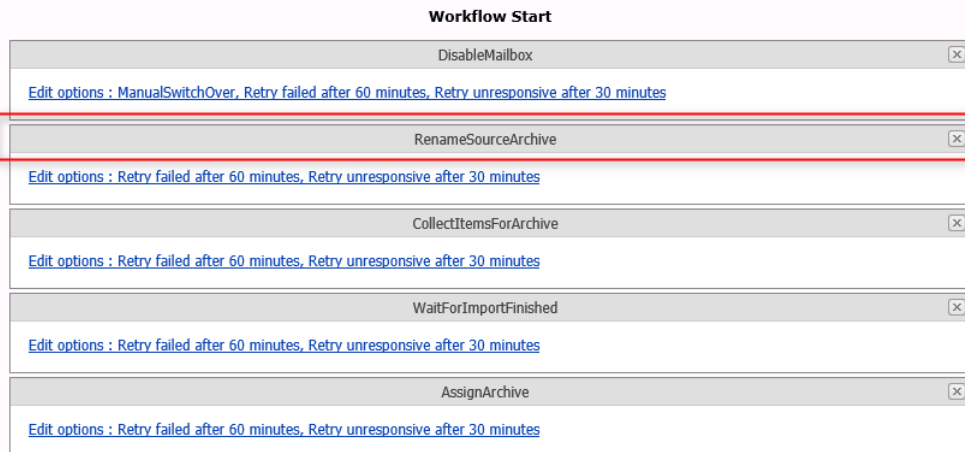 Workflow Start
DisableMailbox
Edit options : ManualSwitchOver, Retry failed after 60 minutes, Retry unresponsive after 30 minutes
RenameSourceArchive
Edit options : Retry failed after 60 minutes, Retry unresponsive after 30 minutes
CollectItemsForArchive
Edit options : Retry failed after 60 minutes, Retry unresponsive after 30 minutes
WaitForImportFinished
Edit options : Retry failed after 60 minutes, Retry unresponsive after 30 minutes
AssignArchive
Edit options : Retry failed after 60 minutes, Retry unresponsive after 30 minutes